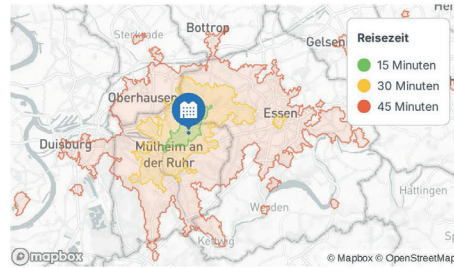 Sterkrade
Bottrop
Gelsen
Reisezeit
15 Minuten
30 Minuten
45 Minuten
Oberhausen
Essen
Duisburg
Mülheim an
der Ruhr
Hattingen
Werden
Kettwig
mapbox
© Mapbox © OpenStreetMap